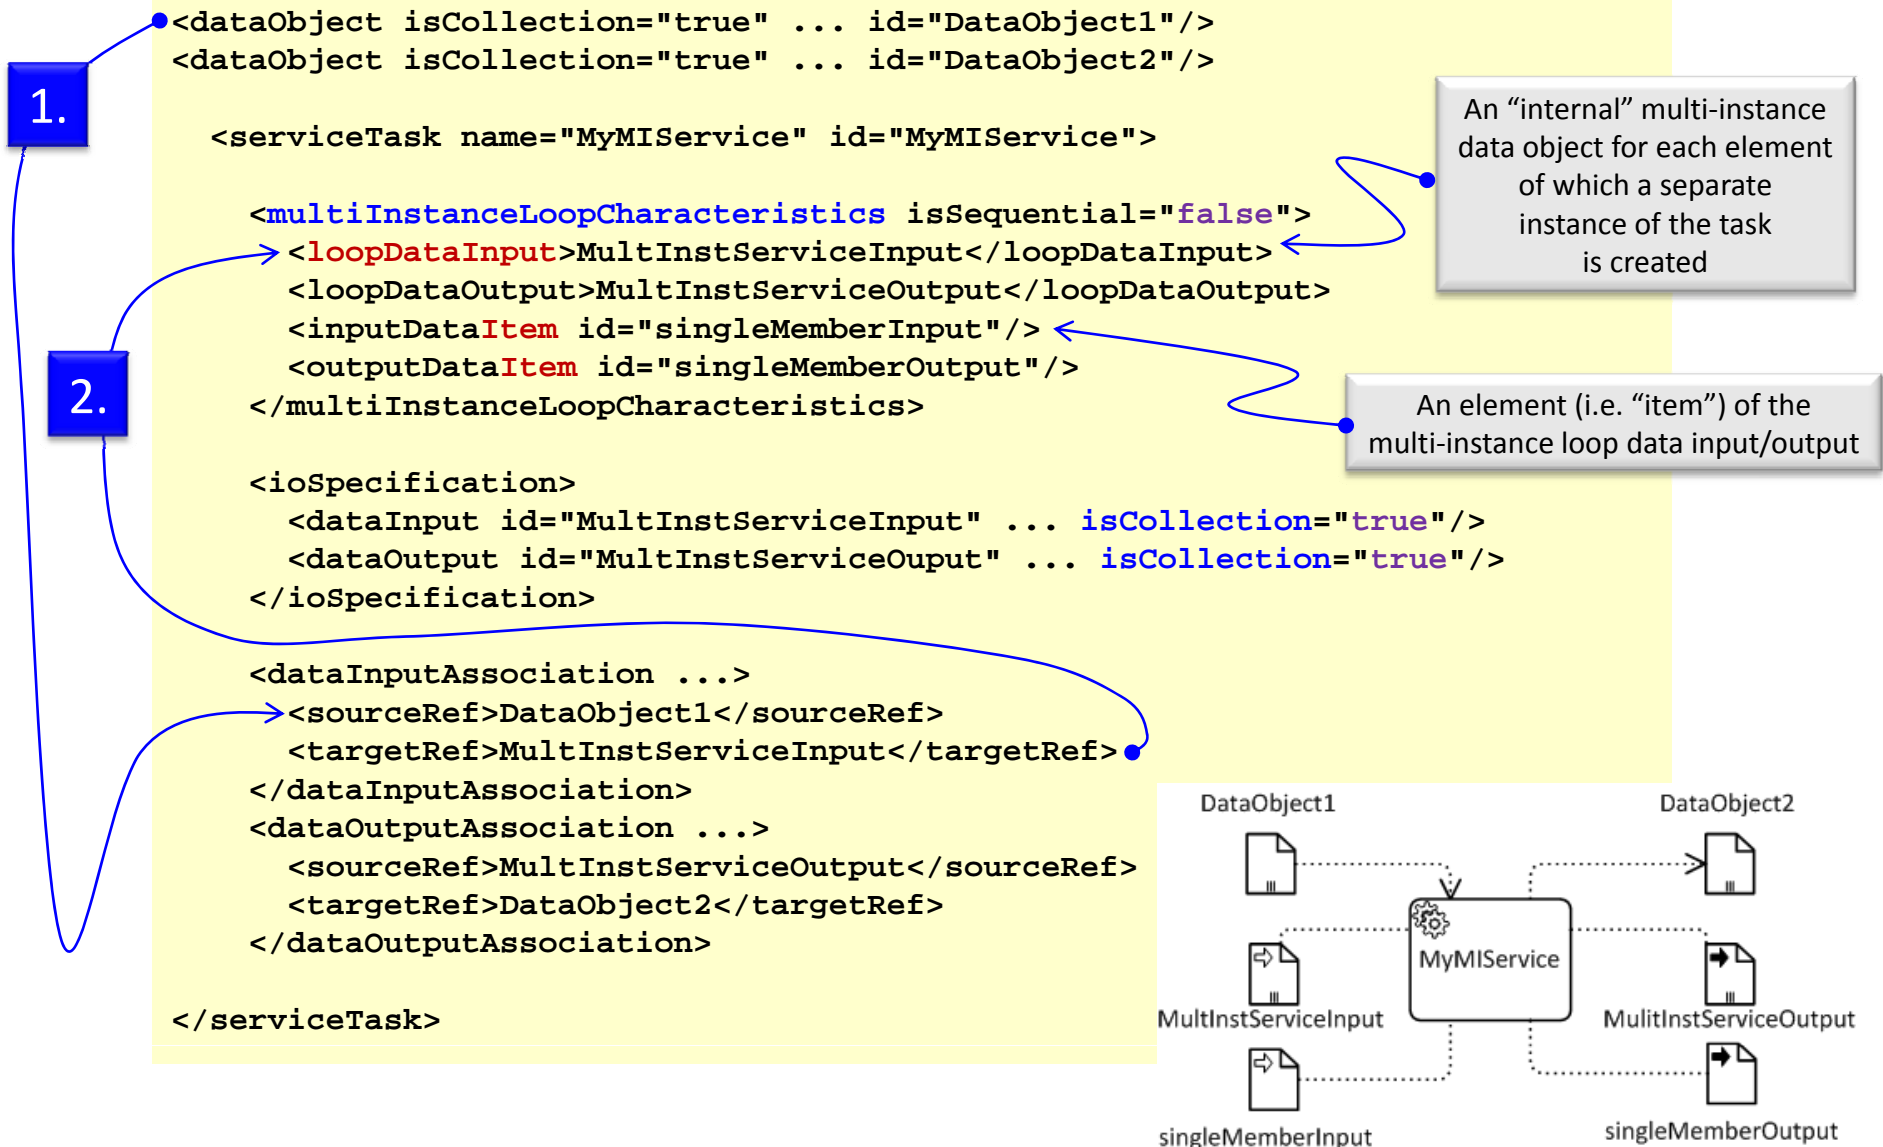 <dataObject isCollection="true" ... id="DataObject1"/>
<dataObject isCollection="true" ... id="DataObject2"/>
1.
<serviceTask name="MyMIService" id="MyMIService">
<multiInstanceLoopCharacteristics isSequential="false">
<loopDataInput>MultInstServiceInput</loopDataInput>
<loopDataOutput>MultInstServiceOutput</loopDataOutput>
<inputDataItem id="singleMemberInput"/>
<outputDataItem id="singleMemberOutput"/>
</multiInstanceLoopCharacteristics>
An “internal” multi-instance
data object for each element
of which a separate
instance of the task
is created
2.
An element (i.e. “item”) of the
multi-instance loop data input/output
<ioSpecification>
<dataInput id="MultInstServiceInput" ... isCollection="true"/>
<dataOutput id="MultInstServiceOuput" ... isCollection="true"/>
</ioSpecification>
<dataInputAssociation ...>
<sourceRef>DataObject1</sourceRef>
<targetRef>MultInstServiceInput</targetRef>
</dataInputAssociation>
<dataOutputAssociation ...>
<sourceRef>MultInstServiceOutput</sourceRef>
<targetRef>DataObject2</targetRef>
</dataOutputAssociation>
</serviceTask>
DataObject1
DataObject2
MyMIService
MultInstServiceInput
MulitInstServiceOutput
singleMemberInput
singleMemberOutput